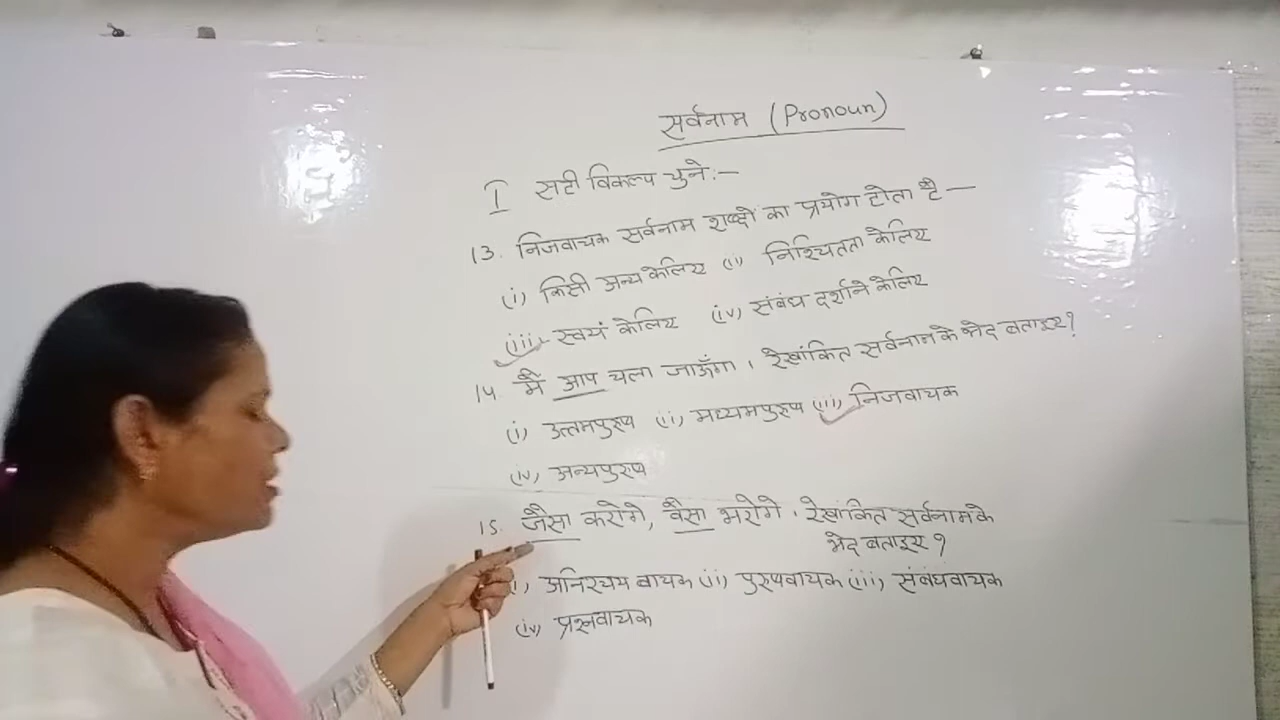 सर्वनाम (Pronoun)
I सही विकल्प चुने:-
13. निजवाचक सर्वनाम शब्दो का प्रयोग होता है —
(i) किसी अन्य केलिए (ii) निश्चितता केलिए
(iii) स्वयं केलिए (iv) संबंध दर्शाने केलिए
14. मै आप चला जाऊँगा । रेखांकित सर्वनाम के भेद बताइए?
(i) उत्तमपुरुष (ii) मध्यमपुरुष (iii) निजवाचक
(iv) अन्यपुरुष
15. जैसा करोगे, वैसा भरोगे । रेखांकित सर्वनाम के
भेद बताइए ?
(i) अनिश्चय वाचक (ii) पुरुषवाचक (iii) संबंधवाचक
(iv) प्रश्नवाचक